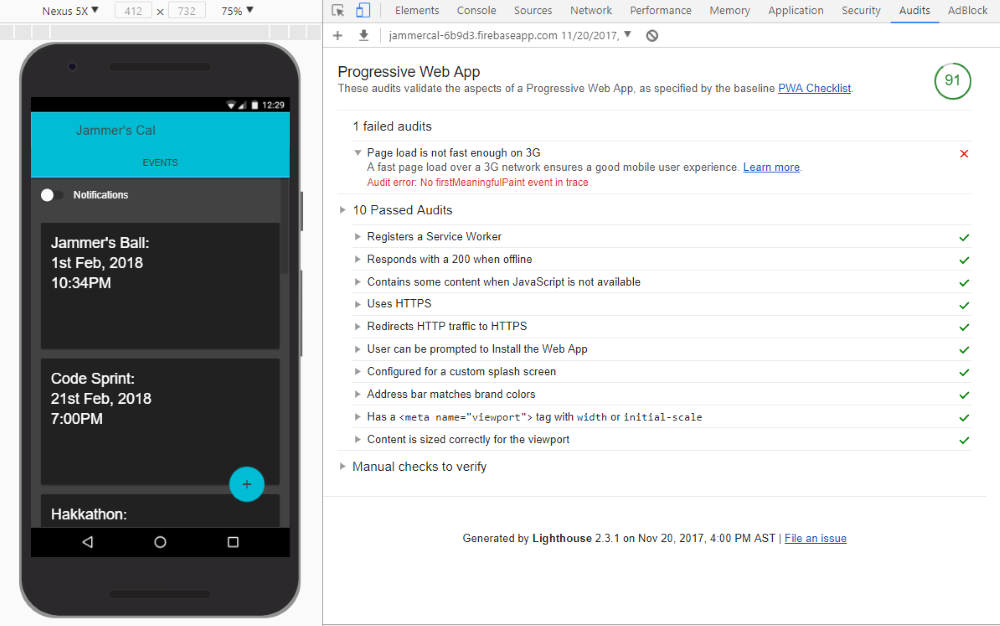 Nexus 5X ▼ 412 × 732 75% ▼
Elements Console Sources Network Performance Memory Application Security Audits AdBlock
jammercal-6b9d3.firebaseapp.com 11/20/2017, ▼
12:29
Jammer's Cal
EVENTS
Notifications
Jammer's Ball:
1st Feb, 2018
10:34PM
Code Sprint:
21st Feb, 2018
7:00PM
+
Hakkathon:
Progressive Web App
These audits validate the aspects of a Progressive Web App, as specified by the baseline PWA Checklist.
91
1 failed audits
Page load is not fast enough on 3G
A fast page load over a 3G network ensures a good mobile user experience. Learn more.
Audit error: No firstMeaningfulPaint event in trace
10 Passed Audits
Registers a Service Worker
Responds with a 200 when offline
Contains some content when JavaScript is not available
Uses HTTPS
Redirects HTTP traffic to HTTPS
User can be prompted to Install the Web App
Configured for a custom splash screen
Address bar matches brand colors
Has a <meta name="viewport"> tag with width or initial-scale
Content is sized correctly for the viewport
Manual checks to verify
Generated by Lighthouse 2.3.1 on Nov 20, 2017, 4:00 PM AST | File an issue